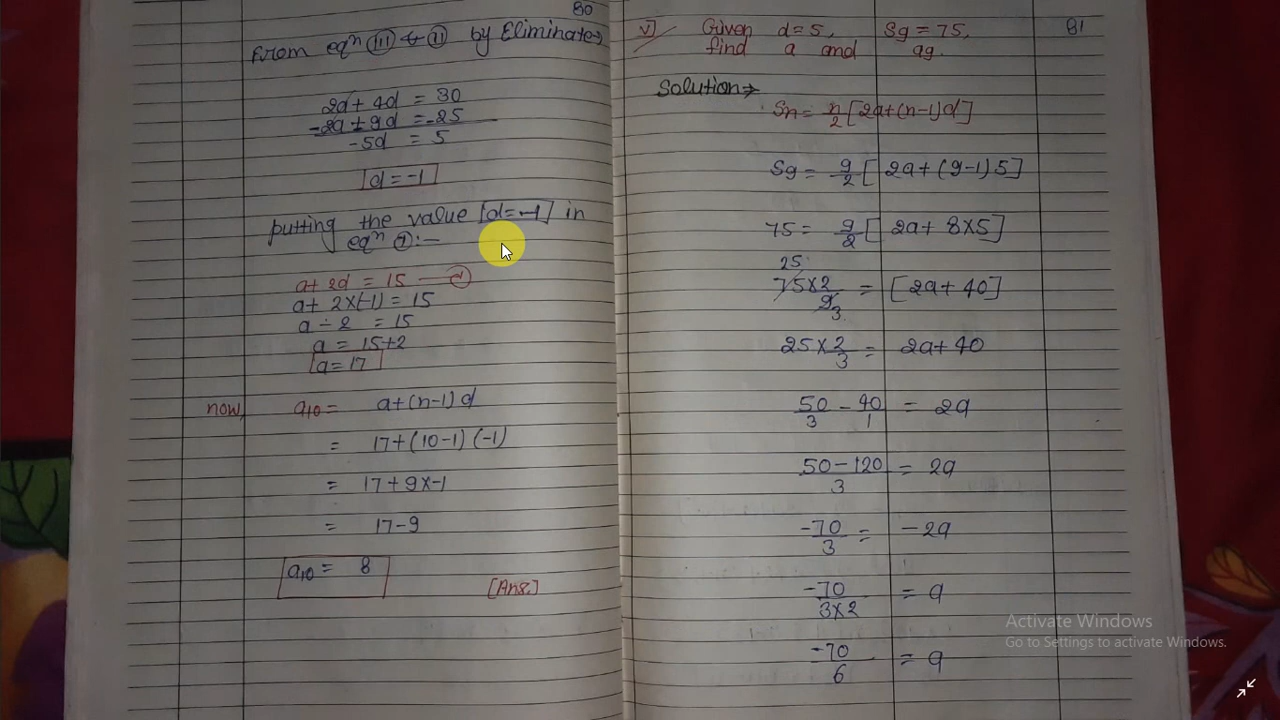 80
From eqⁿ (III) & (II) by Eliminate→
2a + 4d = 30
-2a + 9d = -25
-5d = 5
d = -1
putting the value [d = -1] in
eqⁿ (I) :-
a + 2d = 15
a + 2×(-1) = 15
a - 2 = 15
a = 15+2
a = 17
now, a₁₀ = a+(n-1)d
= 17+(10-1)(-1)
= 17+9×-1
= 17-9
a₁₀ = 8
[Ans.]
81
v) Given d=5, S9 = 75,
find a and a9.
Solution→
Sn = n/2 [2a+(n-1)d]
S9 = 9/2 [2a+(9-1)5]
75 = 9/2 [2a+ 8×5]
25
75×2/9 3 = [2a+40]
25×2/3 = 2a+40
50/3 - 40/1 = 2a
50-120/3 = 2a
-70/3 = -2a
-70/3×2 = a
-70/6 = a
Activate Windows
Go to Settings to activate Windows.